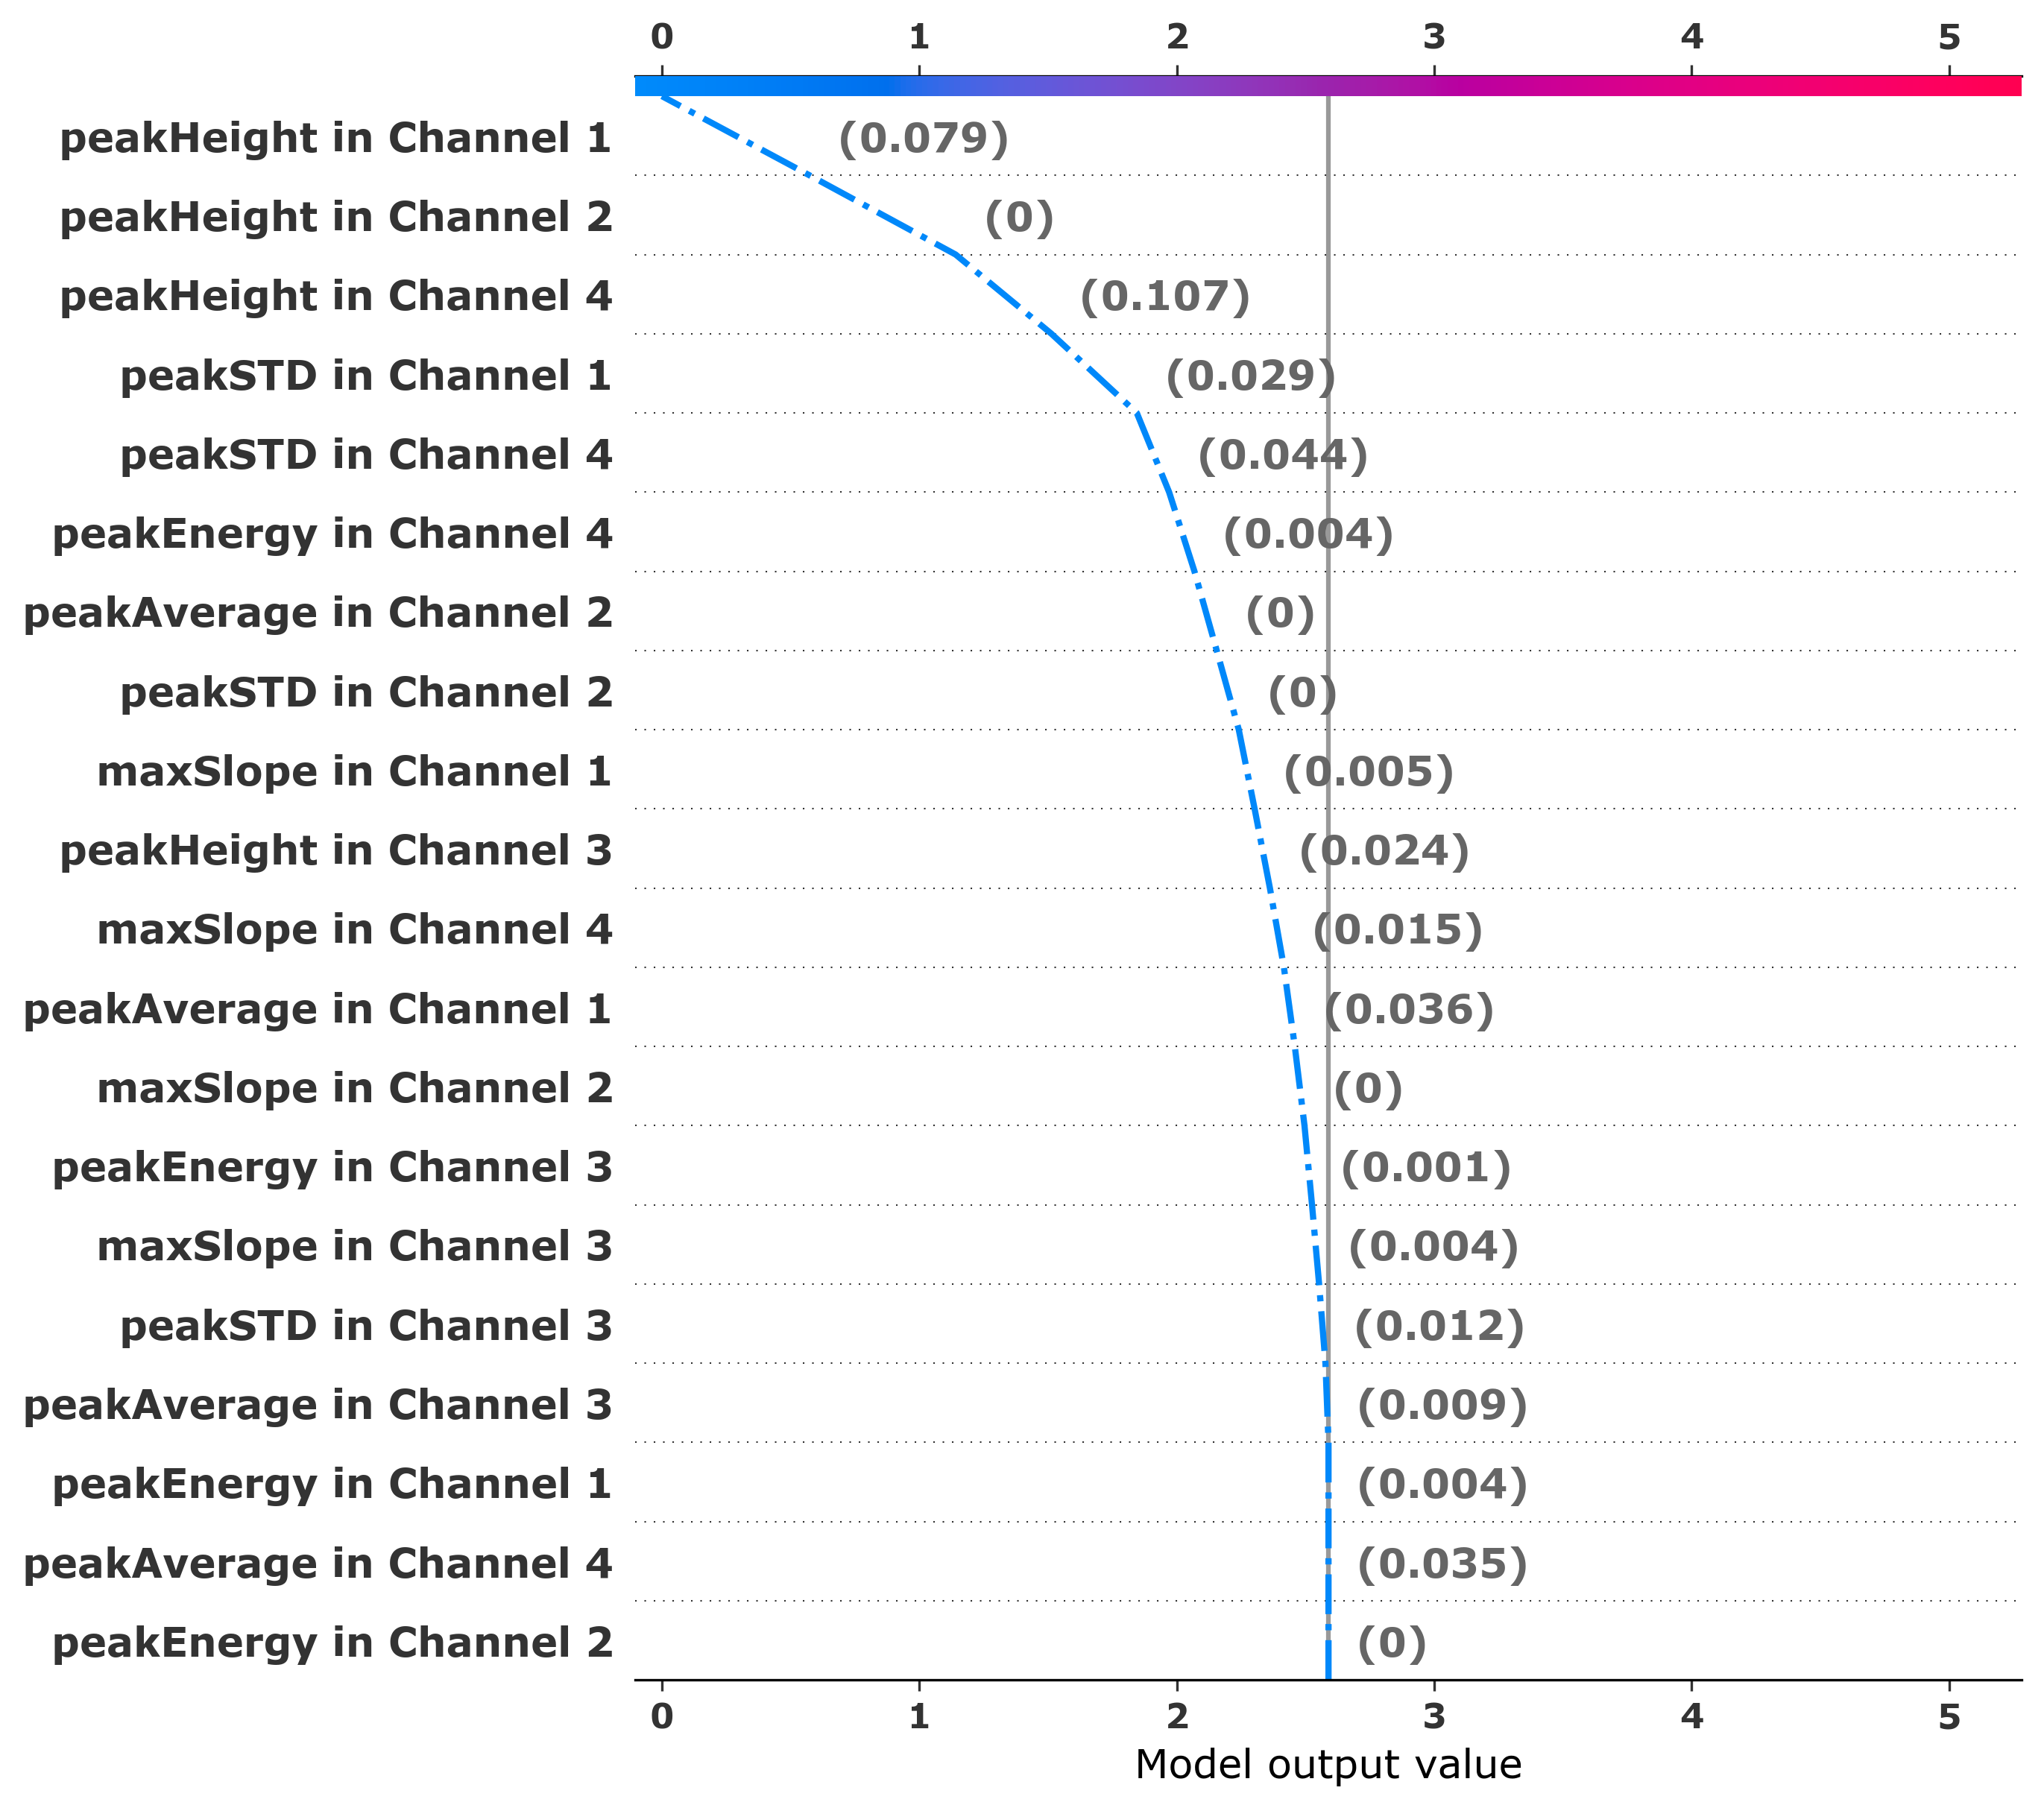 0 1 2 3 4 5
peakHeight in Channel 1 (0.079)
peakHeight in Channel 2 (0)
peakHeight in Channel 4 (0.107)
peakSTD in Channel 1 (0.029)
peakSTD in Channel 4 (0.044)
peakEnergy in Channel 4 (0.004)
peakAverage in Channel 2 (0)
peakSTD in Channel 2 (0)
maxSlope in Channel 1 (0.005)
peakHeight in Channel 3 (0.024)
maxSlope in Channel 4 (0.015)
peakAverage in Channel 1 (0.036)
maxSlope in Channel 2 (0)
peakEnergy in Channel 3 (0.001)
maxSlope in Channel 3 (0.004)
peakSTD in Channel 3 (0.012)
peakAverage in Channel 3 (0.009)
peakEnergy in Channel 1 (0.004)
peakAverage in Channel 4 (0.035)
peakEnergy in Channel 2 (0)
0 1 2 3 4 5
Model output value